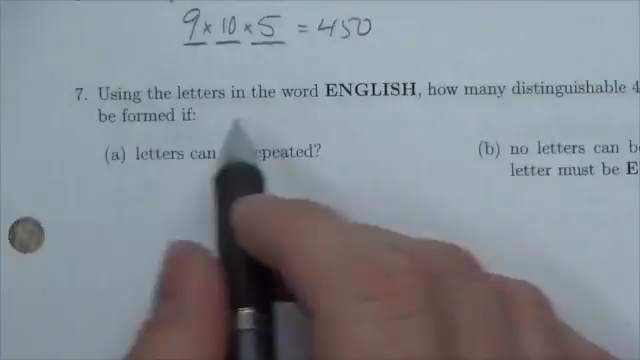 9 × 10 × 5 = 450
7. Using the letters in the word ENGLISH, how many distinguishable 4
be formed if:
(a) letters can epeated?
(b) no letters can b
letter must be E